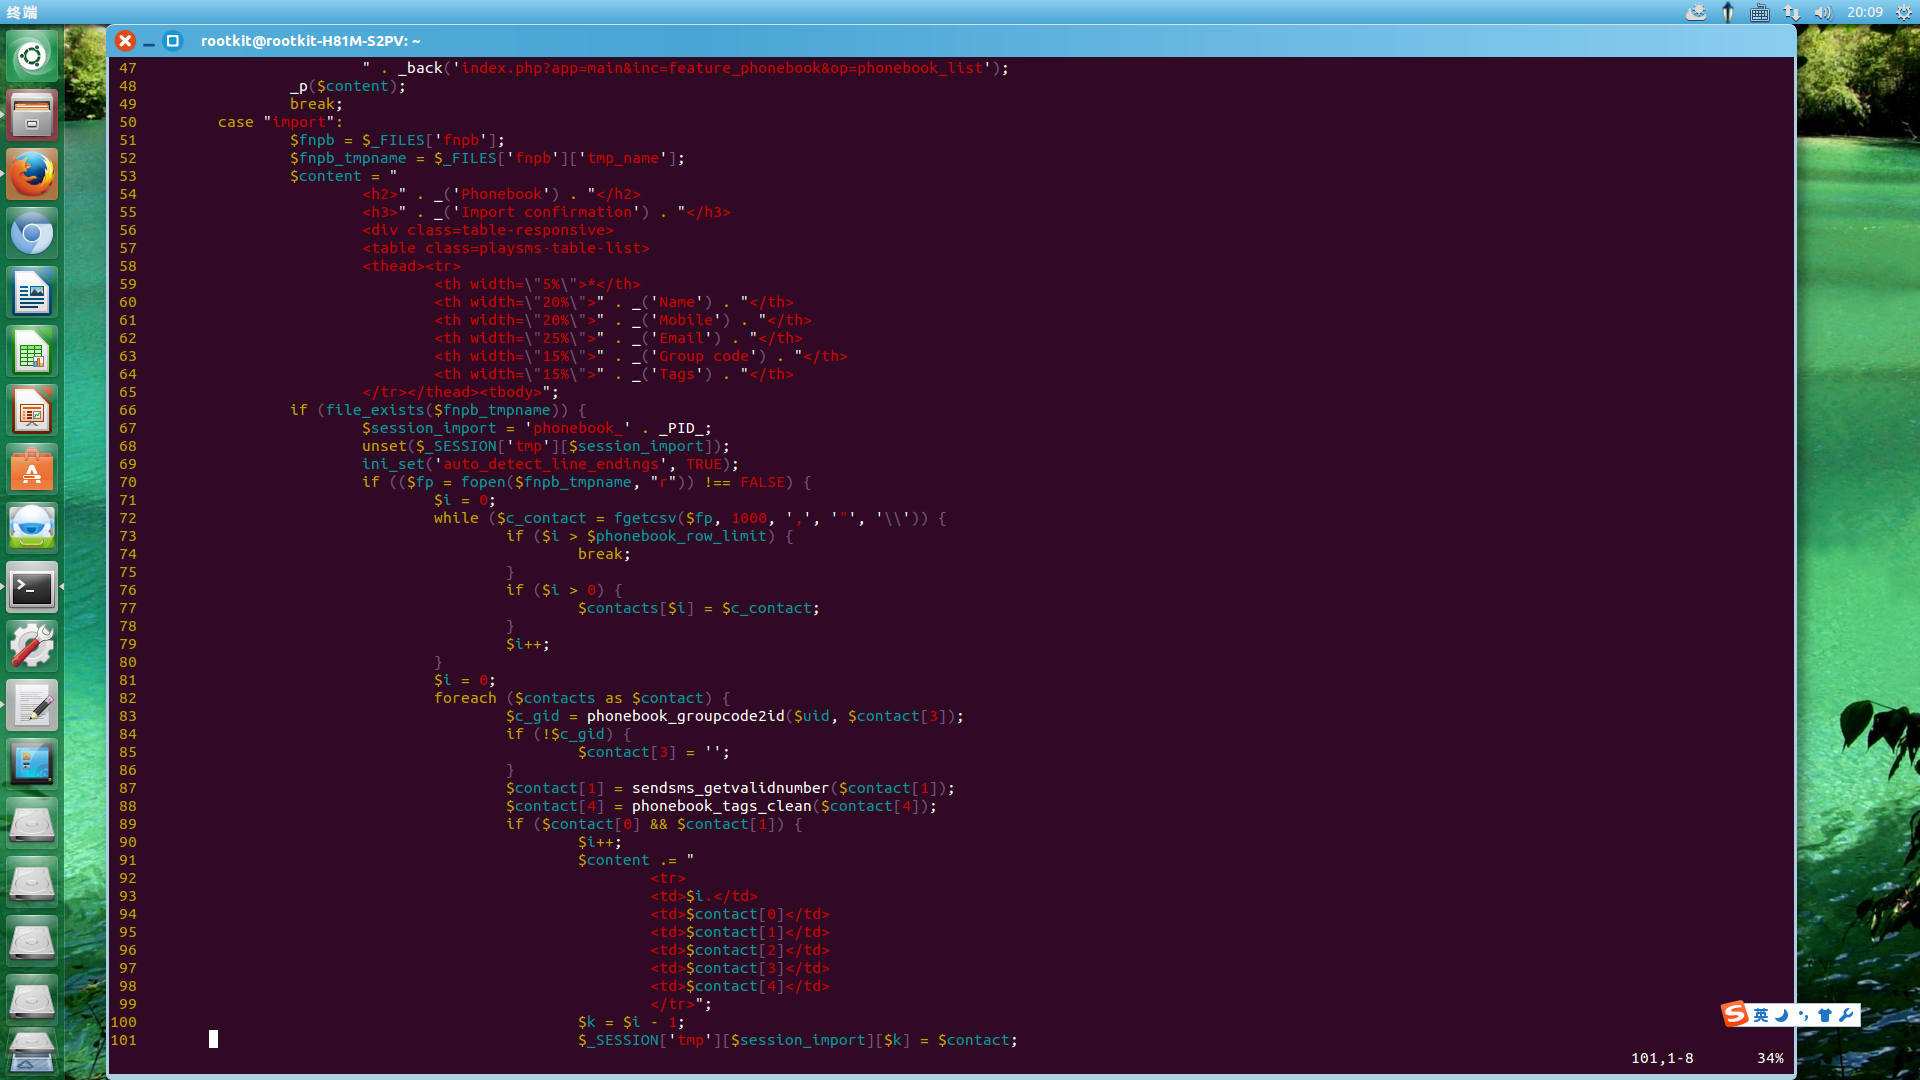 终端
20:09
rootkit@rootkit-H81M-S2PV: ~
47                         " . _back('index.php?app=main&inc=feature_phonebook&op=phonebook_list');
48                 _p($content);
49                 break;
50         case "import":
51                 $fnpb = $_FILES['fnpb'];
52                 $fnpb_tmpname = $_FILES['fnpb']['tmp_name'];
53                 $content = "
54                         <h2>" . _('Phonebook') . "</h2>
55                         <h3>" . _('Import confirmation') . "</h3>
56                         <div class=table-responsive>
57                         <table class=playsms-table-list>
58                         <thead><tr>
59                                 <th width=\"5%\">*</th>
60                                 <th width=\"20%\">" . _('Name') . "</th>
61                                 <th width=\"20%\">" . _('Mobile') . "</th>
62                                 <th width=\"25%\">" . _('Email') . "</th>
63                                 <th width=\"15%\">" . _('Group code') . "</th>
64                                 <th width=\"15%\">" . _('Tags') . "</th>
65                         </tr></thead><tbody>";
66                 if (file_exists($fnpb_tmpname)) {
67                         $session_import = 'phonebook_' . _PID_;
68                         unset($_SESSION['tmp'][$session_import]);
69                         ini_set('auto_detect_line_endings', TRUE);
70                         if (($fp = fopen($fnpb_tmpname, "r")) !== FALSE) {
71                                 $i = 0;
72                                 while ($c_contact = fgetcsv($fp, 1000, ',', '"', '\\')) {
73                                         if ($i > $phonebook_row_limit) {
74                                                 break;
75                                         }
76                                         if ($i > 0) {
77                                                 $contacts[$i] = $c_contact;
78                                         }
79                                         $i++;
80                                 }
81                                 $i = 0;
82                                 foreach ($contacts as $contact) {
83                                         $c_gid = phonebook_groupcode2id($uid, $contact[3]);
84                                         if (!$c_gid) {
85                                                 $contact[3] = '';
86                                         }
87                                         $contact[1] = sendsms_getvalidnumber($contact[1]);
88                                         $contact[4] = phonebook_tags_clean($contact[4]);
89                                         if ($contact[0] && $contact[1]) {
90                                                 $i++;
91                                                 $content .= "
92                                                         <tr>
93                                                         <td>$i.</td>
94                                                         <td>$contact[0]</td>
95                                                         <td>$contact[1]</td>
96                                                         <td>$contact[2]</td>
97                                                         <td>$contact[3]</td>
98                                                         <td>$contact[4]</td>
99                                                         </tr>";
100                                                 $k = $i - 1;
101                                                 $_SESSION['tmp'][$session_import][$k] = $contact;
英
101,1-8 34%